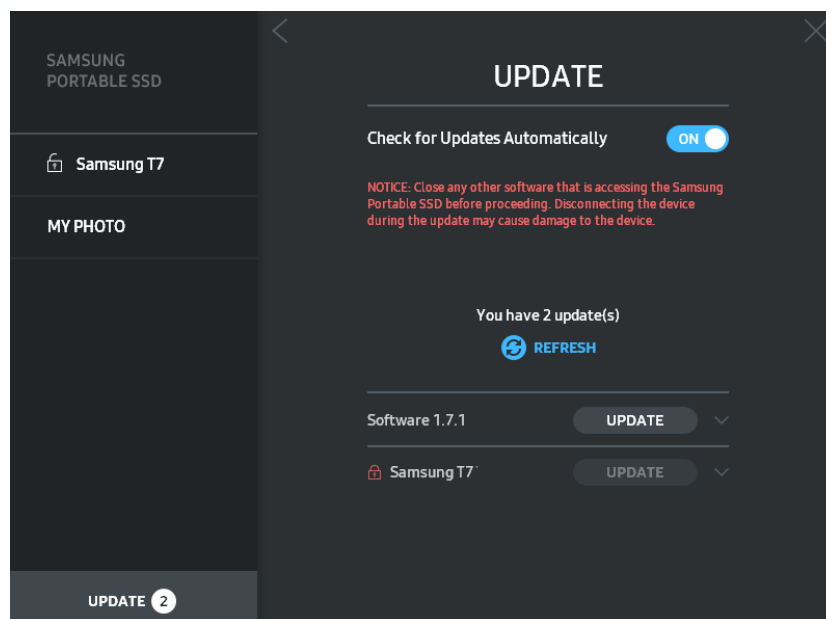 SAMSUNG
PORTABLE SSD
Samsung T7
MY PHOTO
UPDATE 2
UPDATE
Check for Updates Automatically
ON
NOTICE: Close any other software that is accessing the Samsung
Portable SSD before proceeding. Disconnecting the device
during the update may cause damage to the device.
You have 2 update(s)
REFRESH
Software 1.7.1 UPDATE
Samsung T7 UPDATE